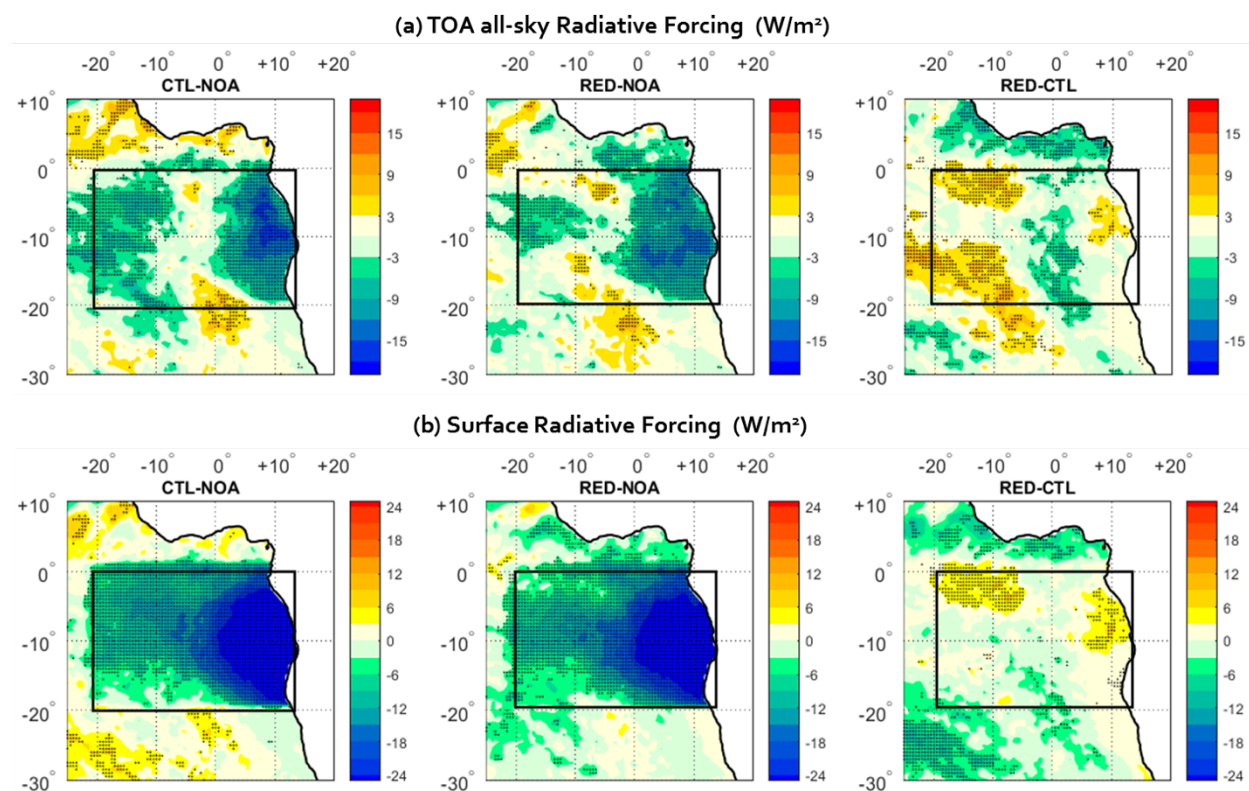 (a) TOA all-sky Radiative Forcing (W/m²)
-20° -10° 0° +10° +20° -20° -10° 0° +10° +20° -20° -10° 0° +10° +20°
CTL-NOA RED-NOA RED-CTL
+10° +10° +10°
15 15 15
0° 9 0° 9 0° 9
3 3 3
-10° -10° -10°
-3 -3 -3
-20° -9 -20° -9 -20° -9
-15 -15 -15
-30° -30° -30°
(b) Surface Radiative Forcing (W/m²)
-20° -10° 0° +10° +20° -20° -10° 0° +10° +20° -20° -10° 0° +10° +20°
CTL-NOA RED-NOA RED-CTL
+10° 24 +10° 24 +10° 24
18 18 18
0° 12 0° 12 0° 12
6 6 6
-10° 0 -10° 0 -10° 0
-6 -6 -6
-20° -12 -20° -12 -20° -12
-18 -18 -18
-30° -24 -30° -24 -30° -24